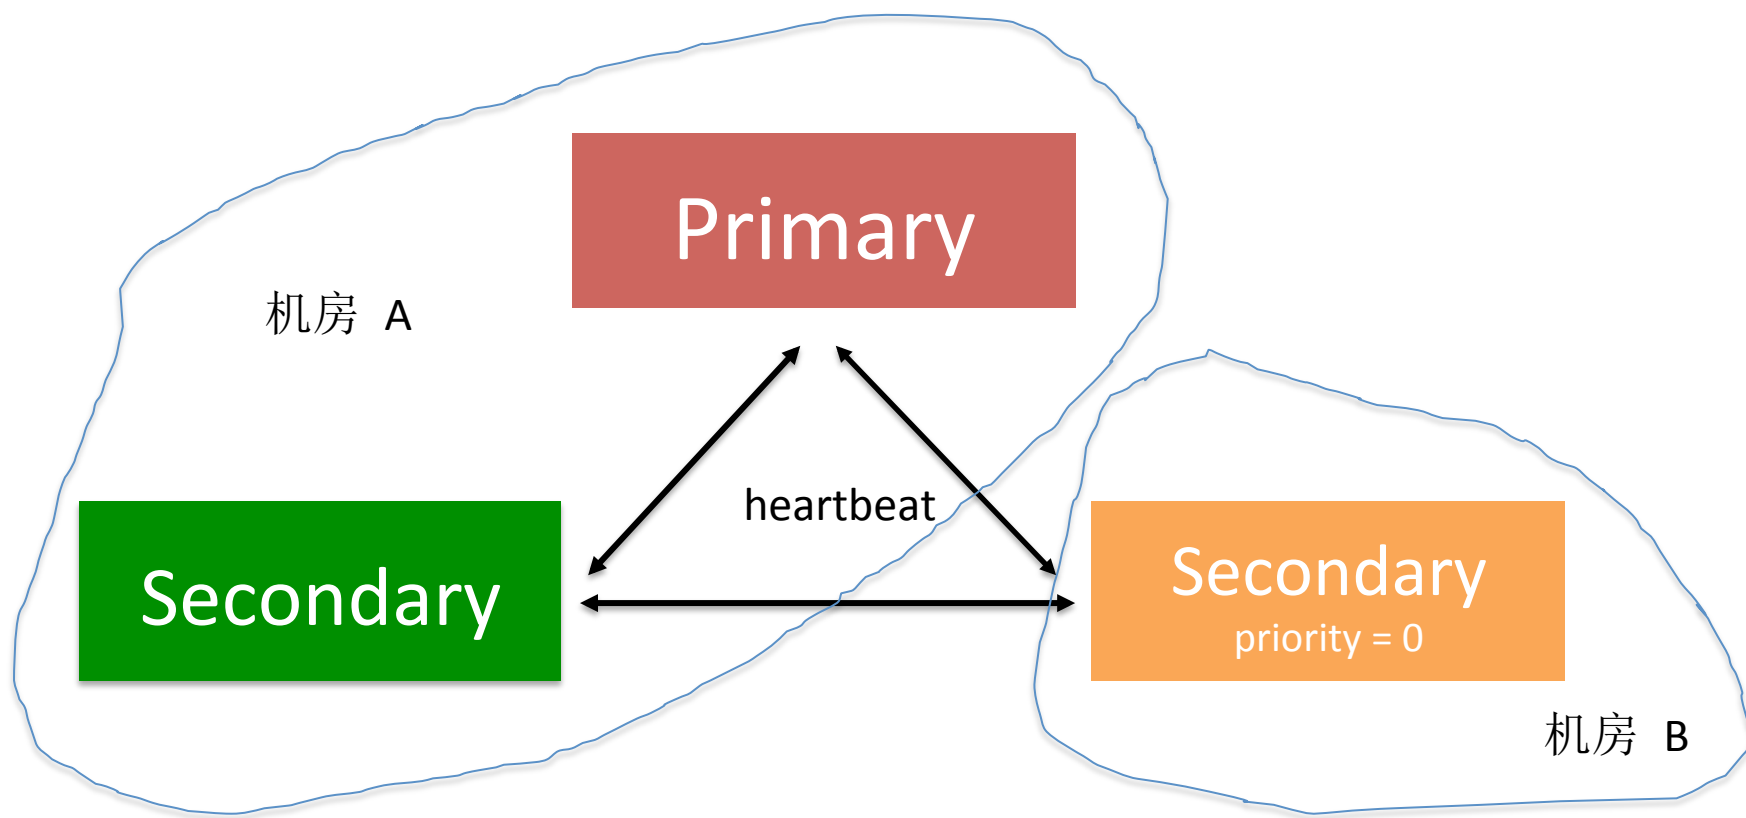 Primary
机房 A
heartbeat
Secondary
Secondary
priority = 0
机房 B